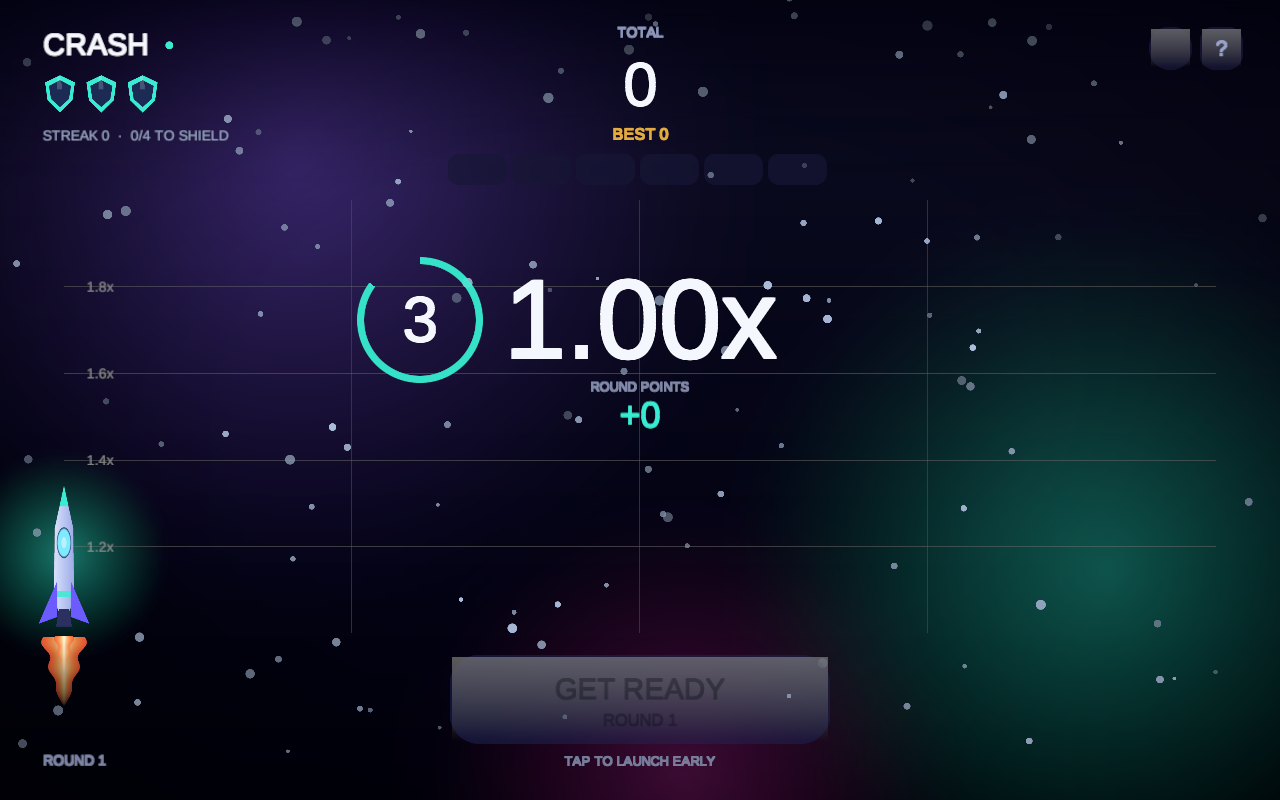 CRASH
STREAK 0 · 0/4 TO SHIELD
TOTAL
0
BEST 0
?
1.8x
1.6x
1.4x
1.2x
3
1.00x
ROUND POINTS
+0
GET READY
ROUND 1
TAP TO LAUNCH EARLY
ROUND 1